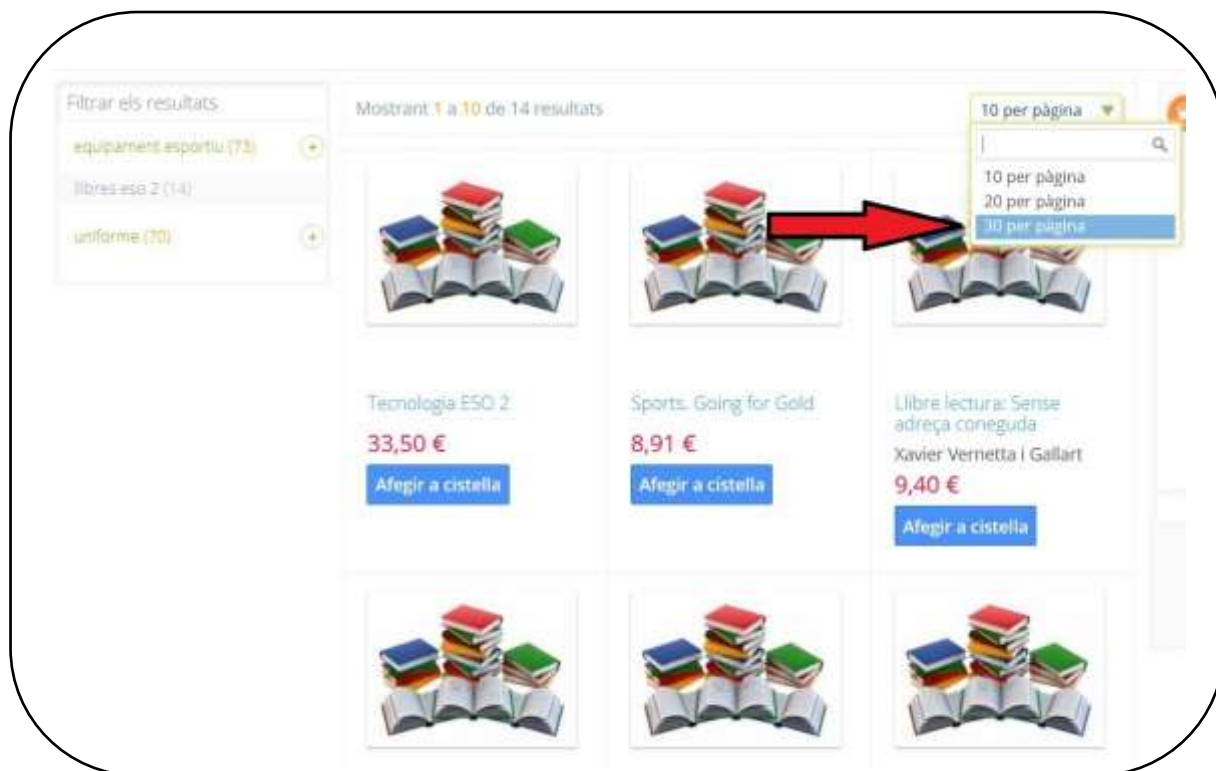 Filtrar els resultats
equipament esportiu (73)
llibres eso 2 (14)
uniforme (70)
Mostrant 1 a 10 de 14 resultats
10 per pàgina
10 per pàgina
20 per pàgina
30 per pàgina
Tecnologia ESO 2
33,50 €
Afegir a cistella
Sports. Going for Gold
8,91 €
Afegir a cistella
Llibre lectura: Sense
adreça coneguda
Xavier Vernetta i Gallart
9,40 €
Afegir a cistella